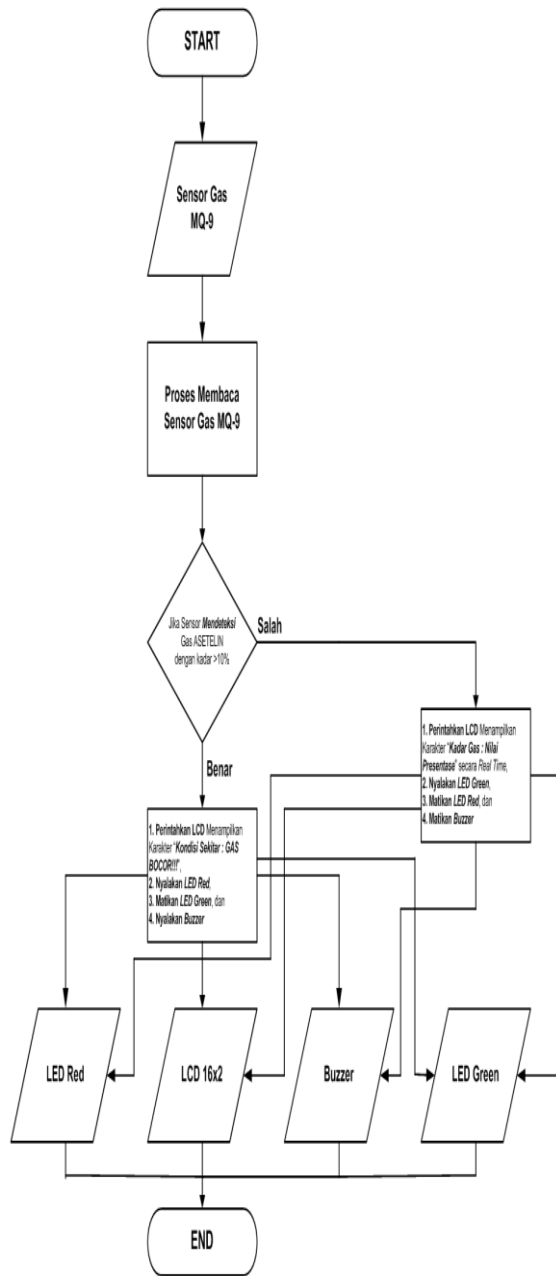 START
Sensor Gas
MQ-9
Proses Membaca
Sensor Gas MQ-9
Jika Sensor Mendeteksi
Gas ASETELIN
dengan kadar >10%
Salah
Benar
1. Perintahkan LCD Menampilkan
Karakter "Kadar Gas : Nilai
Presentase" secara Real Time,
2. Nyalakan LED Green,
3. Matikan LED Red, dan
4. Matikan Buzzer
1. Perintahkan LCD Menampilkan
Karakter "Kondisi Sekitar : GAS
BOCOR!!!",
2. Nyalakan LED Red,
3. Matikan LED Green, dan
4. Nyalakan Buzzer
LED Red
LCD 16x2
Buzzer
LED Green
END